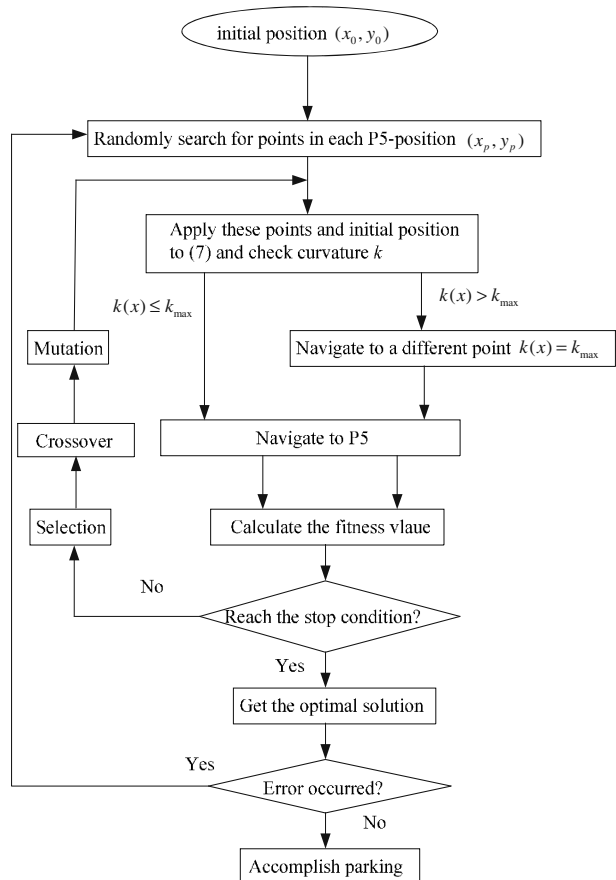 initial position (x₀, y₀)
Randomly search for points in each P5-position (xₚ, yₚ)
Apply these points and initial position
to (7) and check curvature k
k(x) ≤ kₘₐₓ
k(x) > kₘₐₓ
Mutation
Navigate to a different point k(x) = kₘₐₓ
Crossover
Navigate to P5
Selection
Calculate the fitness vlaue
No
Reach the stop condition?
Yes
Get the optimal solution
Yes
Error occurred?
No
Accomplish parking